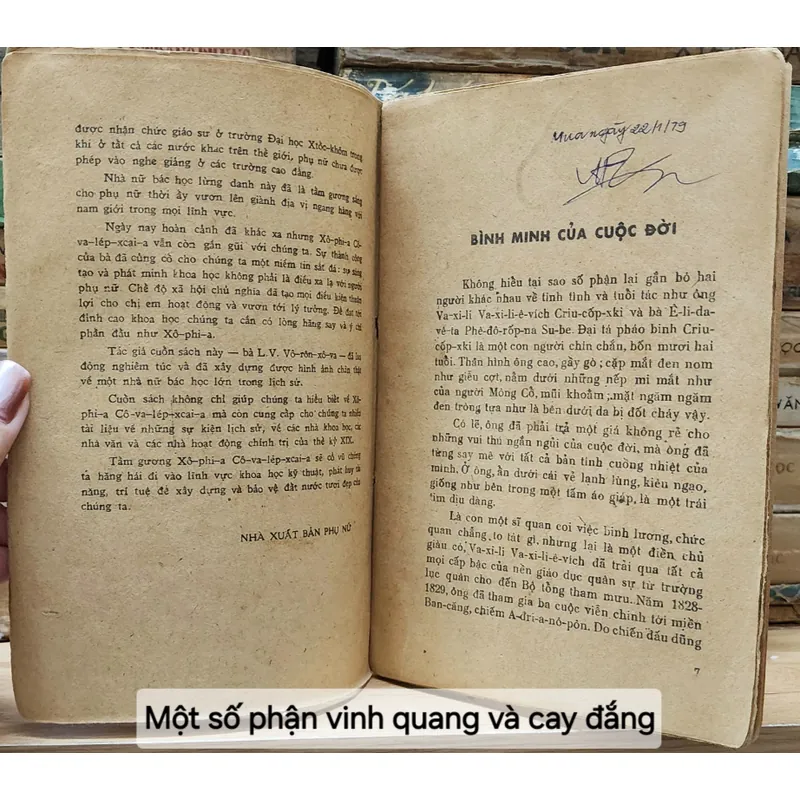 được nhận chức giáo sư ở trường Đại học Xtốc-khôm trong
khi ở tất cả các nước khác trên thế giới, phụ nữ chưa được
phép vào nghe giảng ở các trường cao đẳng.
Nhà nữ bác học lừng danh này đã là tấm gương sáng
cho phụ nữ thời ấy vươn lên giành địa vị ngang hàng với
nam giới trong mọi lĩnh vực.
Ngày nay hoàn cảnh đã khác xa nhưng Xô-phi-a Cô-
va-lép-xcai-a vẫn còn gần gũi với chúng ta. Sự thành công
của bà đã củng cố cho chúng ta một niềm tin sắt đá: sự sáng
tạo và phát minh khoa học không phải là điều xa lạ với người
phụ nữ. Chế độ xã hội chủ nghĩa đã tạo mọi điều kiện thuận
lợi cho chị em hoạt động và vươn tới lý tưởng. Để đạt tới
đỉnh cao khoa học chúng ta cần có lòng hăng say và ý chí
phấn đấu như Xô-phi-a.
Tác giả cuốn sách này — bà L.V. Vô-rôn-xô-va — đã lao
động nghiêm túc và đã xây dựng được hình ảnh chân thật
về một nhà nữ bác học lớn trong lịch sử.
Cuốn sách không chỉ giúp chúng ta hiểu biết về Xô-
phi-a Cô-va-lép-xcai-a mà còn cung cấp cho chúng ta nhiều
tài liệu về những sự kiện lịch sử, về các nhà khoa học, các
nhà văn và các nhà hoạt động chính trị của thế kỷ XIX.
Tấm gương Xô-phi-a Cô-va-lép-xcai-a sẽ cổ vũ chúng
ta hăng hái đi vào lĩnh vực khoa học kỹ thuật, phát huy tài
năng, trí tuệ để xây dựng và bảo vệ đất nước tươi đẹp của
chúng ta.
NHÀ XUẤT BẢN PHỤ NỮ
Mua ngày 22/1/79
BÌNH MINH CỦA CUỘC ĐỜI
Không hiểu tại sao số phận lại gắn bó hai
người khác nhau về tính tình và tuổi tác như ông
Va-xi-li Va-xi-li-ê-vích Criu-cốp-xki và bà Ê-li-da-
vê-ta Phê-đô-rốp-na Su-be. Đại tá pháo binh Criu-
cốp-xki là một con người chín chắn, bốn mươi hai
tuổi. Thân hình ông cao, gầy gò; cặp mắt đen nom
như giễu cợt, nằm dưới những nếp mi mắt như
của người Mông Cổ, mũi khoằm; mặt ngăm ngăm
đen trông tựa như là bên dưới da bị đốt cháy vậy.
Có lẽ, ông đã phải trả một giá không rẻ cho
những vui thú ngắn ngủi của cuộc đời, mà ông đã
từng say mê với tất cả bản tính cuồng nhiệt của
mình. Ở ông, ẩn dưới cái vẻ lạnh lùng, kiêu ngạo,
giống như bên trong một tấm áo giáp, là một trái
tim dịu dàng.
Là con một sĩ quan coi việc binh lương, chức
quan chẳng to tát gì, nhưng lại là một điền chủ
giàu có, Va-xi-li Va-xi-li-ê-vích đã trải qua tất cả
mọi cấp bậc của nền giáo dục quân sự từ trường
lục quân cho đến Bộ tổng tham mưu. Năm 1828-
1829, ông đã tham gia ba cuộc viễn chinh tới miền
Ban-căng, chiếm A-đri-a-nô-pôn. Do chiến đấu dũng
7
Một số phận vinh quang và cay đắng